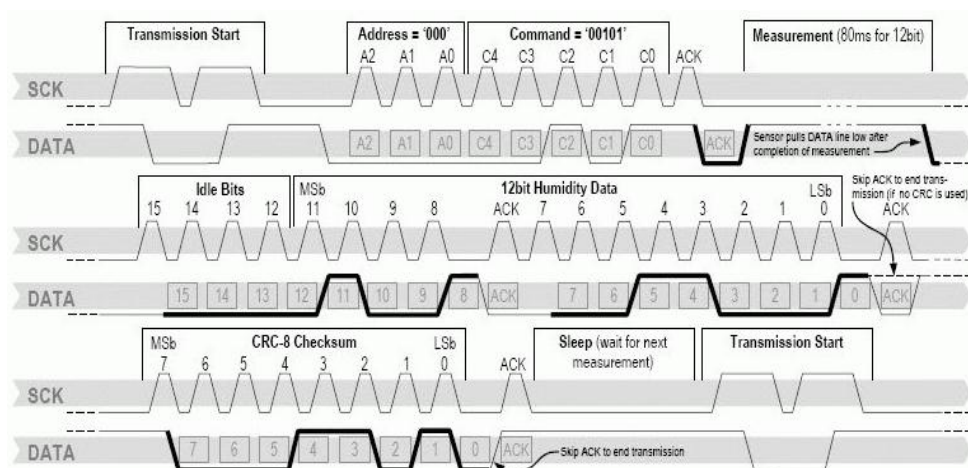 Transmission Start Address = '000' Command = '00101' Measurement (80ms for 12bit)
A2 A1 A0 C4 C3 C2 C1 C0 ACK
SCK
DATA A2 A1 A0 C4 C3 C2 C1 C0 ACK
Sensor pulls DATA line low after
completion of measurement
Skip ACK to end trans-
mission (if no CRC is used)
Idle Bits MSb 12bit Humidity Data LSb
15 14 13 12 11 10 9 8 ACK 7 6 5 4 3 2 1 0 ACK
SCK
DATA 15 14 13 12 11 10 9 8 ACK 7 6 5 4 3 2 1 0 ACK
MSb CRC-8 Checksum LSb Sleep (wait for next Transmission Start
measurement)
7 6 5 4 3 2 1 0 ACK
SCK
DATA 7 6 5 4 3 2 1 0 ACK
Skip ACK to end transmission